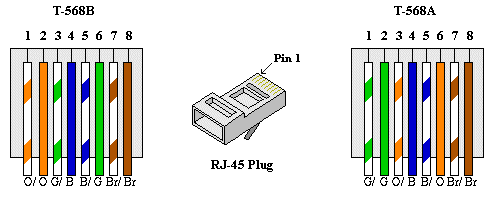 T-568B
1 2 3 4 5 6 7 8
O/ O G/ B B/ G Br/ Br
Pin 1
RJ-45 Plug
T-568A
1 2 3 4 5 6 7 8
G/ G O/ B B/ O Br/ Br